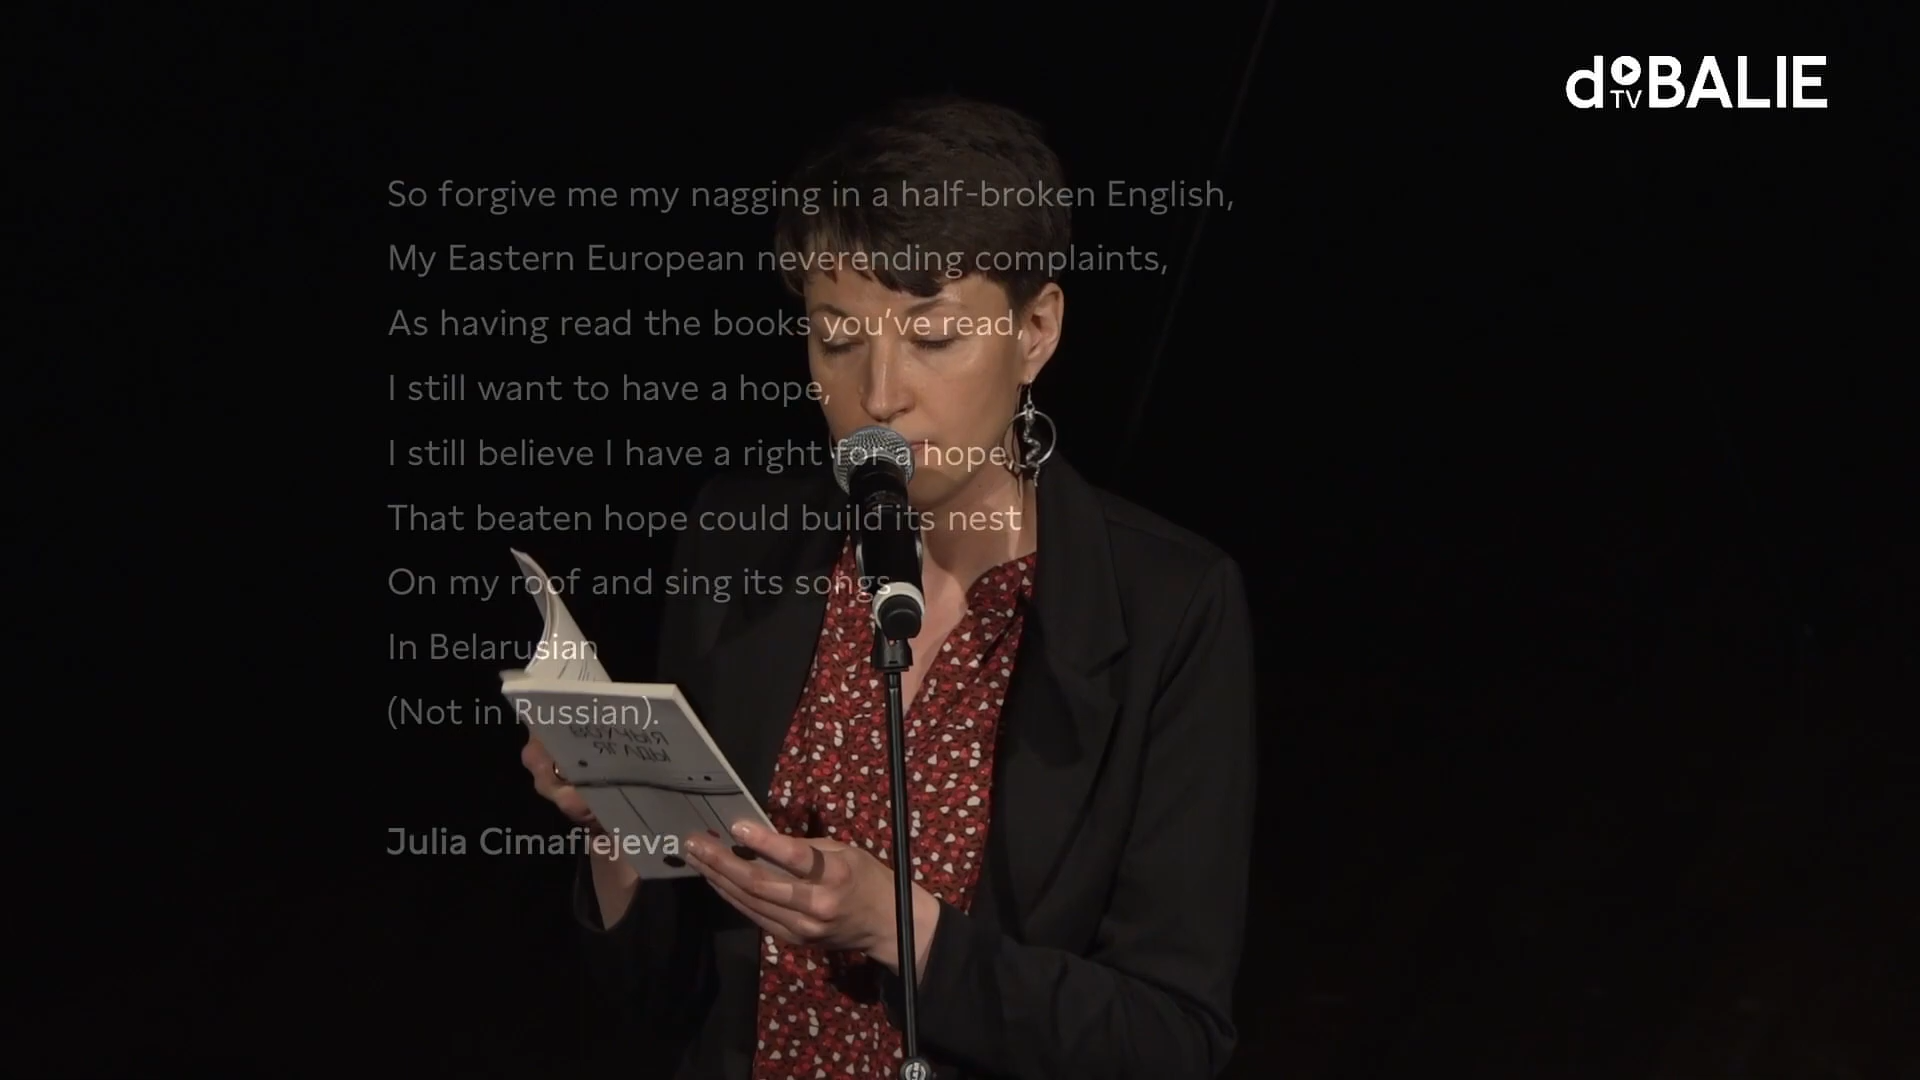 de TV BALIE
So forgive me my nagging in a half-broken English,
My Eastern European neverending complaints,
As having read the books you've read,
I still want to have a hope,
I still believe I have a right for a hope,
That beaten hope could build its nest
On my roof and sing its songs
In Belarusian
(Not in Russian).
ЯГАДЫ
Julia Cimafiejeva